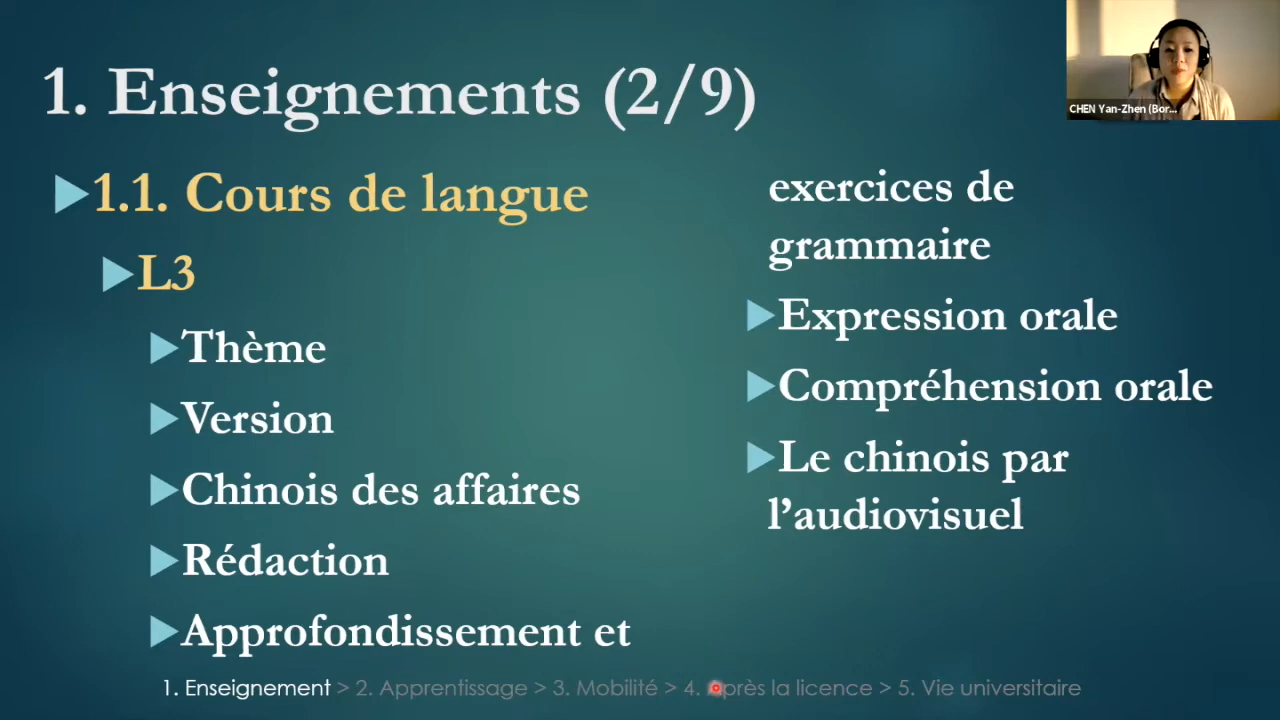 1. Enseignements (2/9)
1.1. Cours de langue
L3
Thème
Version
Chinois des affaires
Rédaction
Approfondissement et
exercices de
grammaire
Expression orale
Compréhension orale
Le chinois par
l’audiovisuel
CHEN Yan-Zhen (Bor...
1. Enseignement > 2. Apprentissage > 3. Mobilité > 4. Après la licence > 5. Vie universitaire